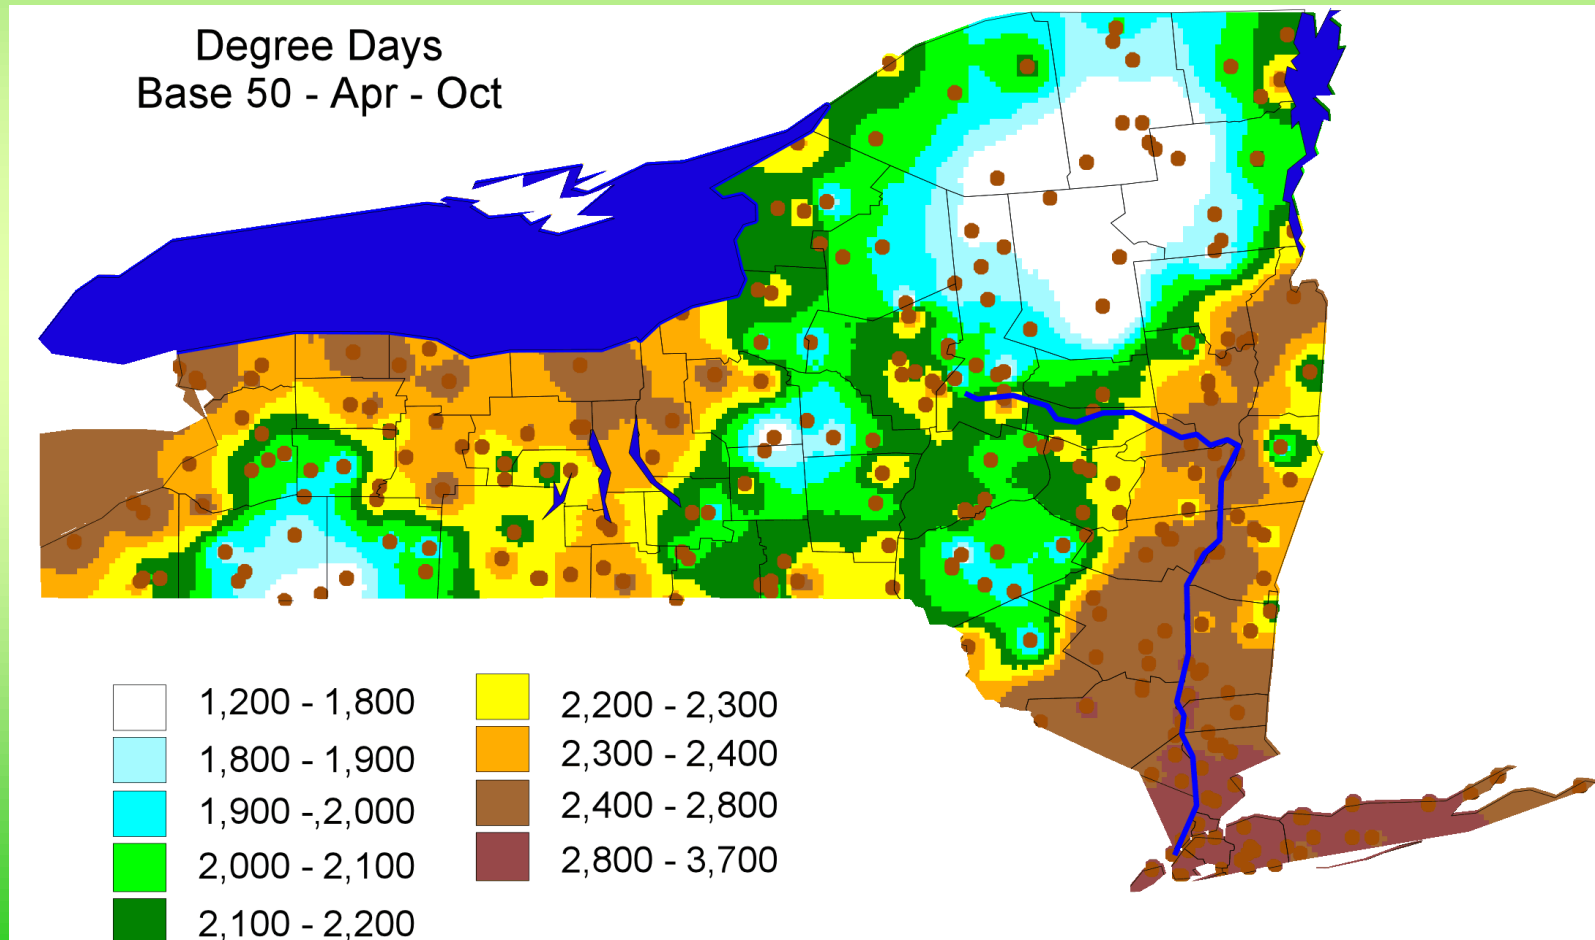 Degree Days
Base 50 - Apr - Oct
1,200 - 1,800
1,800 - 1,900
1,900 -,2,000
2,000 - 2,100
2,100 - 2,200
2,200 - 2,300
2,300 - 2,400
2,400 - 2,800
2,800 - 3,700